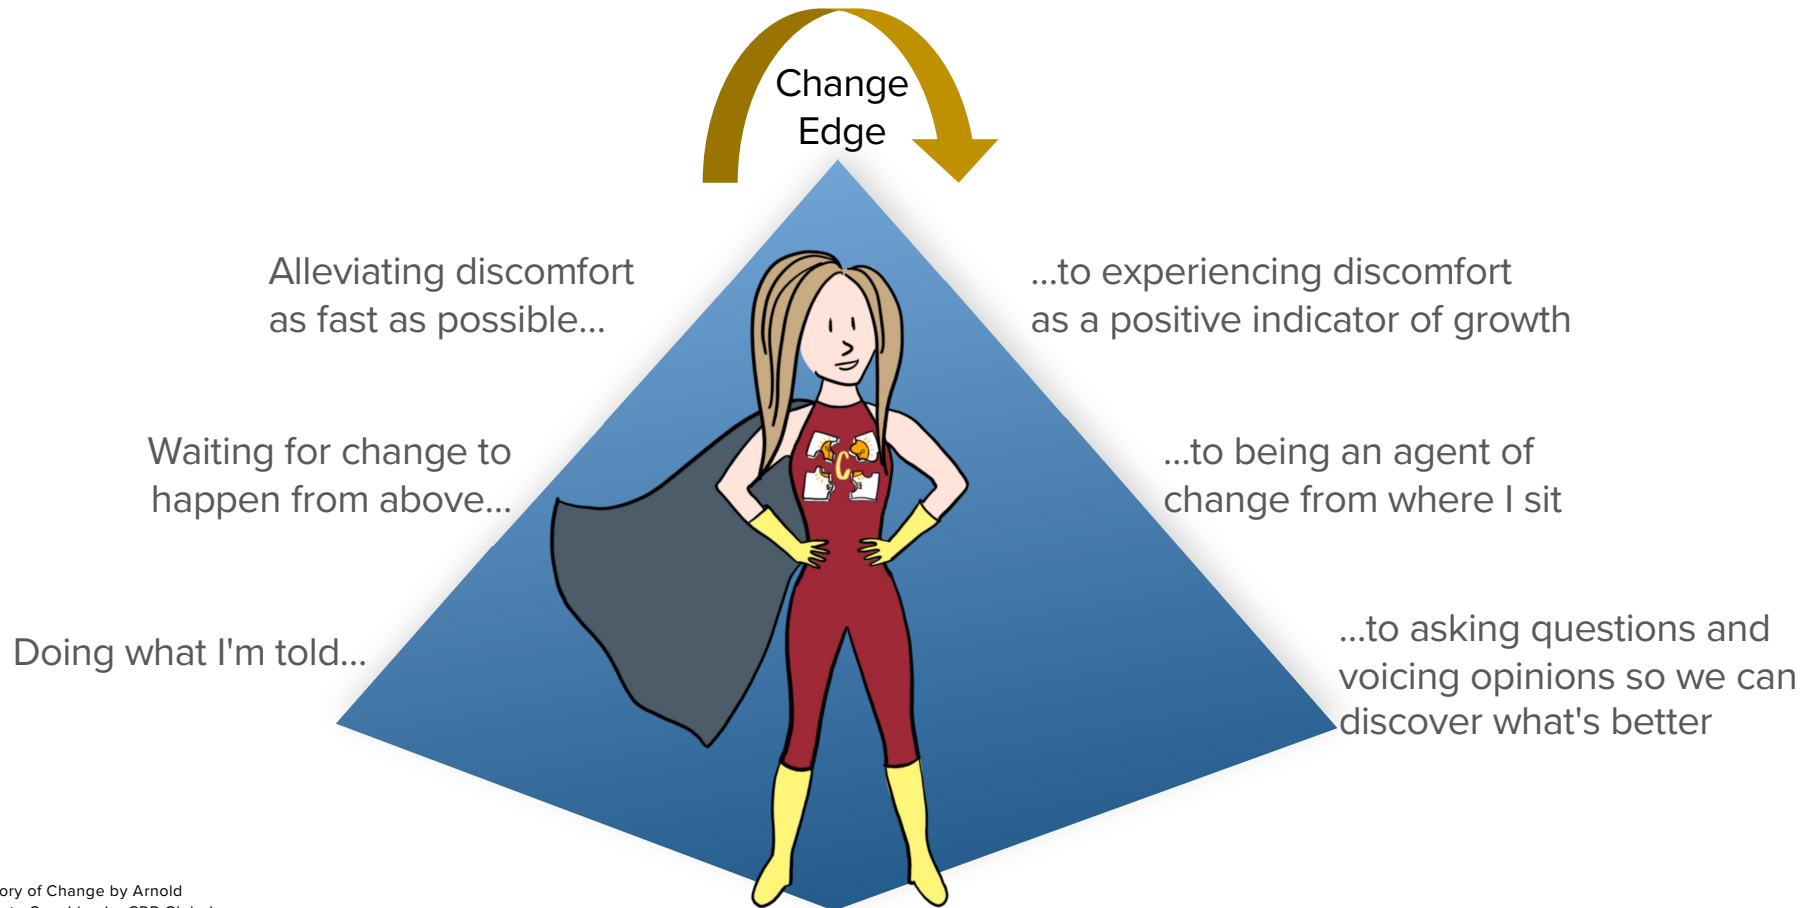 Change
Edge
Alleviating discomfort
as fast as possible...
...to experiencing discomfort
as a positive indicator of growth
Waiting for change to
happen from above...
...to being an agent of
change from where I sit
C
Doing what I'm told...
...to asking questions and
voicing opinions so we can
discover what's better
ory of Change by Arnold